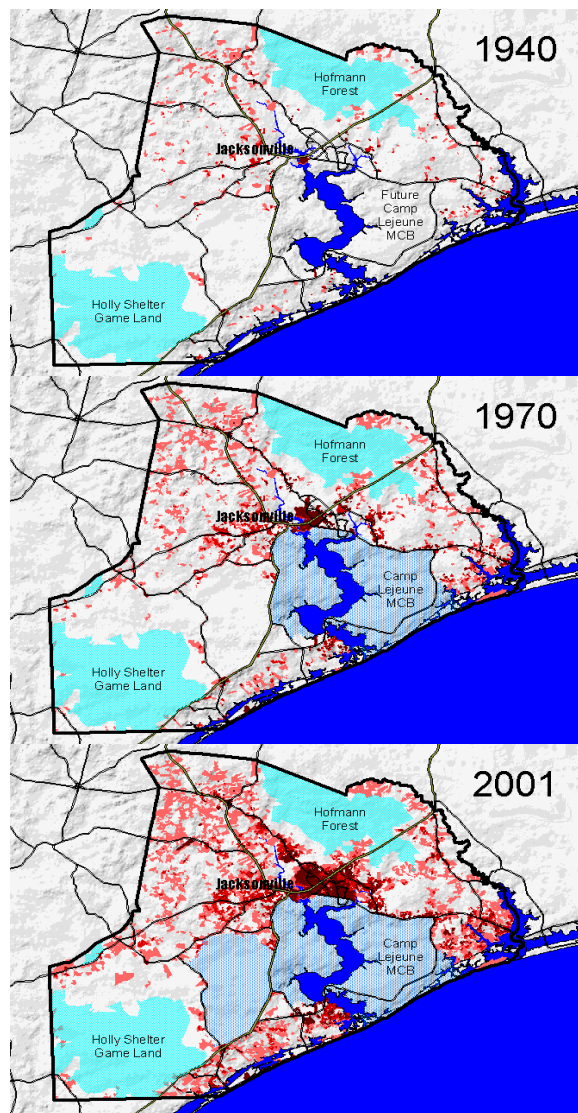 1940
Hofmann
Forest
Jacksonville
Future
Camp
Lejeune
MCB
Holly Shelter
Game Land
1970
Hofmann
Forest
Jacksonville
Camp
Lejeune
MCB
Holly Shelter
Game Land
2001
Hofmann
Forest
Jacksonville
Camp
Lejeune
MCB
Holly Shelter
Game Land